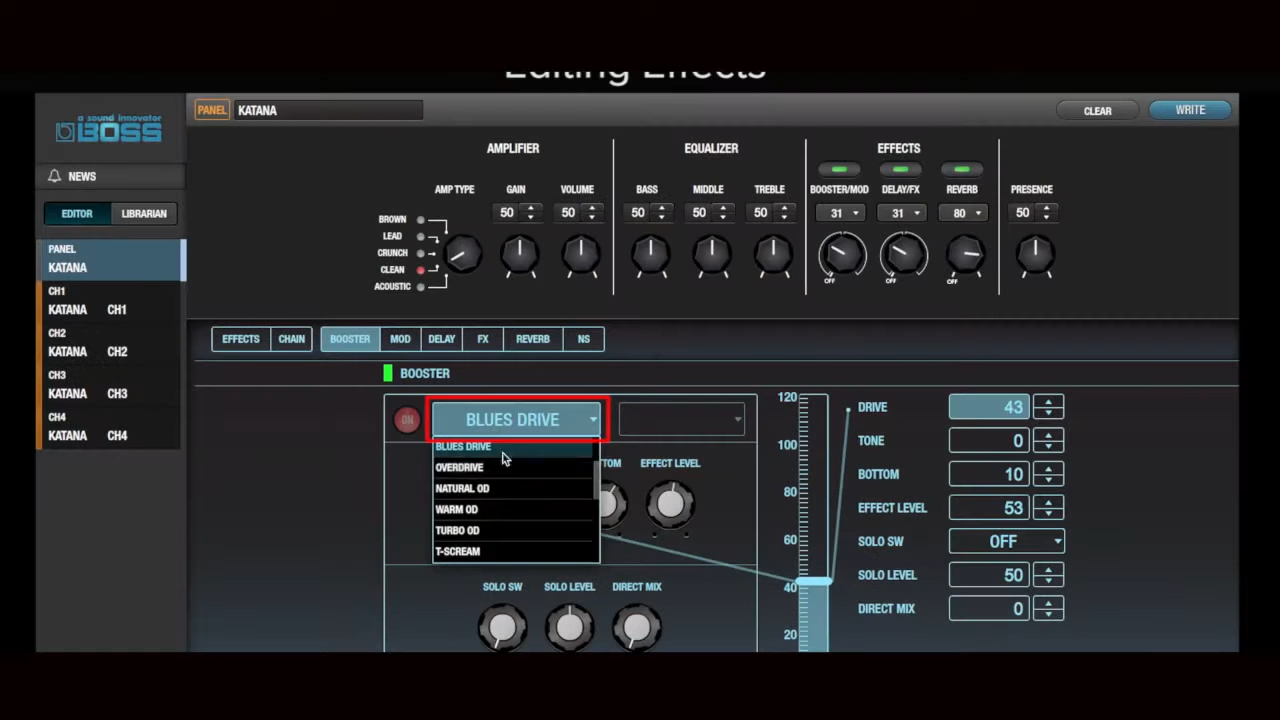 Editing Effects
a sound innovator
BOSS
PANEL KATANA
CLEAR WRITE
NEWS
EDITOR LIBRARIAN
PANEL
KATANA
CH1
KATANA CH1
CH2
KATANA CH2
CH3
KATANA CH3
CH4
KATANA CH4
AMPLIFIER EQUALIZER EFFECTS
AMP TYPE GAIN VOLUME BASS MIDDLE TREBLE BOOSTER/MOD DELAY/FX REVERB PRESENCE
50 50 50 50 50 31 31 80 50
BROWN
LEAD
CRUNCH
CLEAN
ACOUSTIC
OFF OFF OFF
EFFECTS CHAIN BOOSTER MOD DELAY FX REVERB NS
BOOSTER
ON BLUES DRIVE
BLUES DRIVE
OVERDRIVE
NATURAL OD
WARM OD
TURBO OD
T-SCREAM
TOM EFFECT LEVEL
SOLO SW SOLO LEVEL DIRECT MIX
120
100
80
60
40
20
DRIVE 43
TONE 0
BOTTOM 10
EFFECT LEVEL 53
SOLO SW OFF
SOLO LEVEL 50
DIRECT MIX 0